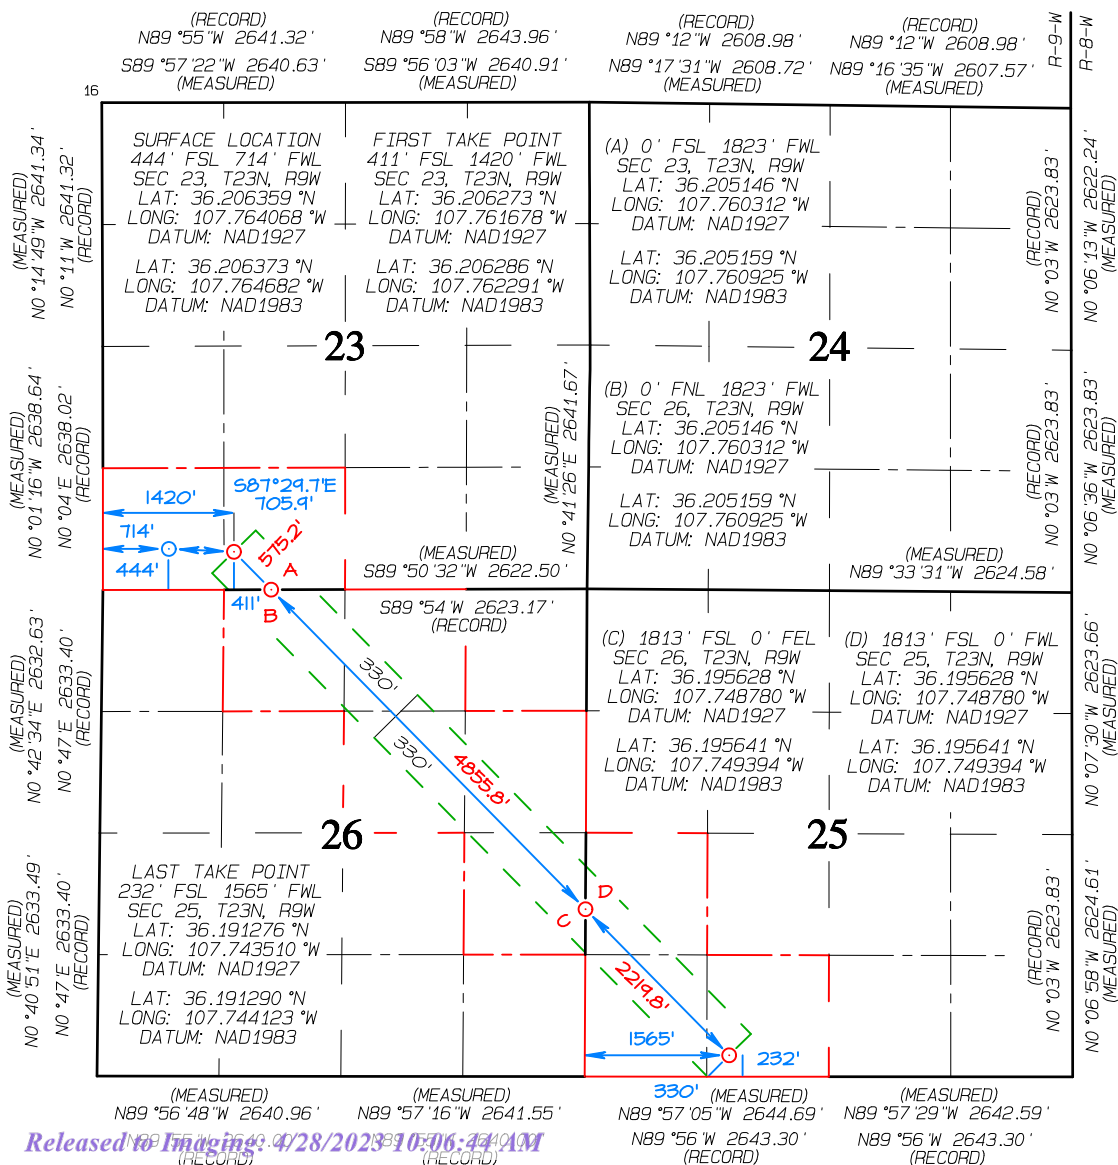 (RECORD)
N89°55"W 2641.32'
S89°57'22"W 2640.63'
(MEASURED)
(RECORD)
N89°58"W 2643.96'
S89°56'03"W 2640.91'
(MEASURED)
(RECORD)
N89°12"W 2608.98'
N89°17'31"W 2608.72'
(MEASURED)
(RECORD)
N89°12"W 2608.98'
N89°16'35"W 2607.57'
(MEASURED)
R-9-W
R-8-W
16
(MEASURED)
N0°14'49"W 2641.34'
N0°11'W 2641.32'
(RECORD)
SURFACE LOCATION
444' FSL 714' FWL
SEC 23, T23N, R9W
LAT: 36.206359 °N
LONG: 107.764068 °W
DATUM: NAD1927
LAT: 36.206373 °N
LONG: 107.764682 °W
DATUM: NAD1983
FIRST TAKE POINT
411' FSL 1420' FWL
SEC 23, T23N, R9W
LAT: 36.206273 °N
LONG: 107.761678 °W
DATUM: NAD1927
LAT: 36.206286 °N
LONG: 107.762291 °W
DATUM: NAD1983
(A) 0' FSL 1823' FWL
SEC 23, T23N, R9W
LAT: 36.205146 °N
LONG: 107.760312 °W
DATUM: NAD1927
LAT: 36.205159 °N
LONG: 107.760925 °W
DATUM: NAD1983
(RECORD)
N0°03'W 2623.83'
N0°06'13"W 2622.24'
(MEASURED)
23
24
(MEASURED)
N0°01'16"W 2638.64'
N0°04'E 2638.02'
(RECORD)
(MEASURED)
N0°41'26"E 2641.67'
(B) 0' FNL 1823' FWL
SEC 26, T23N, R9W
LAT: 36.205146 °N
LONG: 107.760312 °W
DATUM: NAD1927
LAT: 36.205159 °N
LONG: 107.760925 °W
DATUM: NAD1983
(RECORD)
N0°03'W 2623.83'
N0°06'36"W 2623.83'
(MEASURED)
1420'
S87°29.7'E
705.9'
714'
444'
575.2'
411'
A
B
(MEASURED)
S89°50'32"W 2622.50'
S89°54'W 2623.17'
(RECORD)
(MEASURED)
N89°33'31"W 2624.58'
(MEASURED)
N0°42'34"E 2632.63'
N0°47'E 2633.40'
(RECORD)
330'
330'
4855.8'
(C) 1813' FSL 0' FEL
SEC 26, T23N, R9W
LAT: 36.195628 °N
LONG: 107.748780 °W
DATUM: NAD1927
LAT: 36.195641 °N
LONG: 107.749394 °W
DATUM: NAD1983
(D) 1813' FSL 0' FWL
SEC 25, T23N, R9W
LAT: 36.195628 °N
LONG: 107.748780 °W
DATUM: NAD1927
LAT: 36.195641 °N
LONG: 107.749394 °W
DATUM: NAD1983
N0°07'30"W 2623.66'
(MEASURED)
26
25
(MEASURED)
N0°40'51"E 2633.49'
N0°47'E 2633.40'
(RECORD)
LAST TAKE POINT
232' FSL 1565' FWL
SEC 25, T23N, R9W
LAT: 36.191276 °N
LONG: 107.743510 °W
DATUM: NAD1927
LAT: 36.191290 °N
LONG: 107.744123 °W
DATUM: NAD1983
D
C
2219.8'
1565'
232'
330'
(RECORD)
N0°03'W 2623.83'
N0°06'58"W 2624.61'
(MEASURED)
(MEASURED)
N89°56'48"W 2640.96'
N89°55'W 2640.00'
(RECORD)
(MEASURED)
N89°57'16"W 2641.55'
(RECORD)
(MEASURED)
N89°57'05"W 2644.69'
N89°56'W 2643.30'
(RECORD)
(MEASURED)
N89°57'29"W 2642.59'
N89°56'W 2643.30'
(RECORD)
Released to Imaging: 4/28/2023 10:06:44 AM